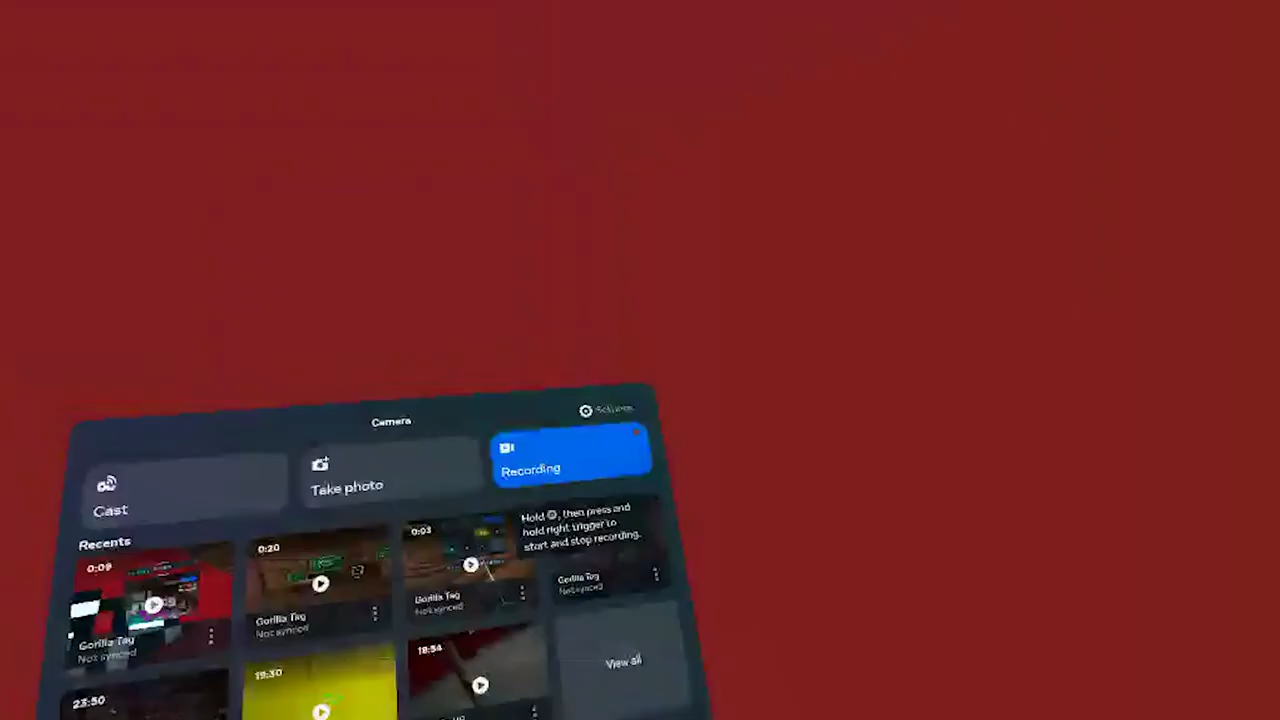 Camera
Settings
Cast
Take photo
Recording
Hold , then press and
hold right trigger to
start and stop recording.
Recents
0:09
Gorilla Tag
Not synced
0:20
Gorilla Tag
Not synced
0:03
Gorilla Tag
Not synced
Gorilla Tag
Not synced
23:50
19:30
18:54
View all